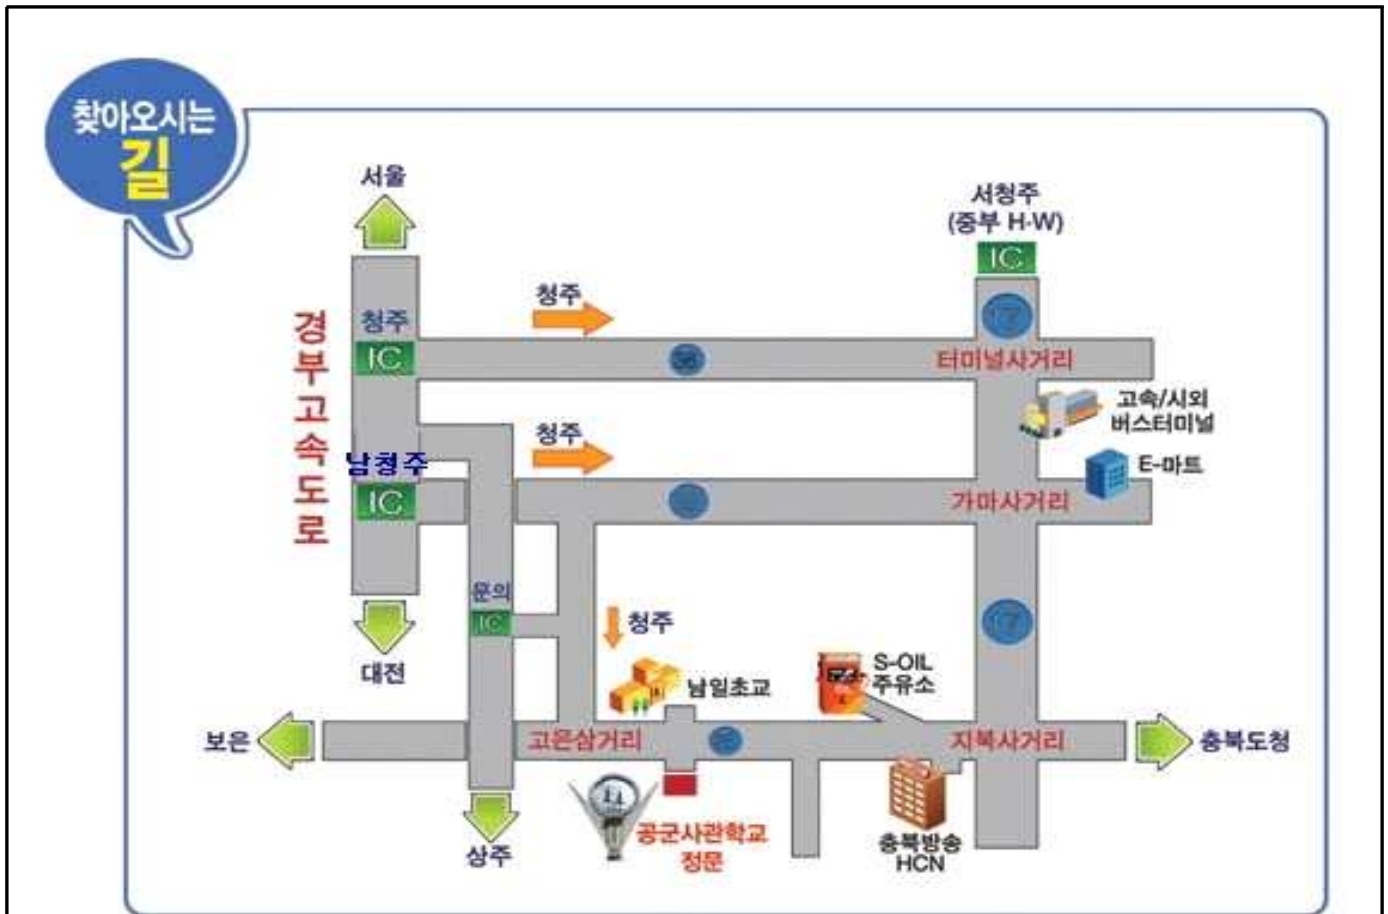 찾아오시는
길
서울
서청주
(중부 H-W)
IC
17
청주
청주
IC
터미널사거리
경부고속도로
고속/시외
버스터미널
청주
E-마트
남청주
IC
가마사거리
문의
IC
17
청주
대전
남일초교
S-OIL
주유소
보은
고은삼거리
지북사거리
충북도청
상주
공군사관학교
정문
충북방송
HCN